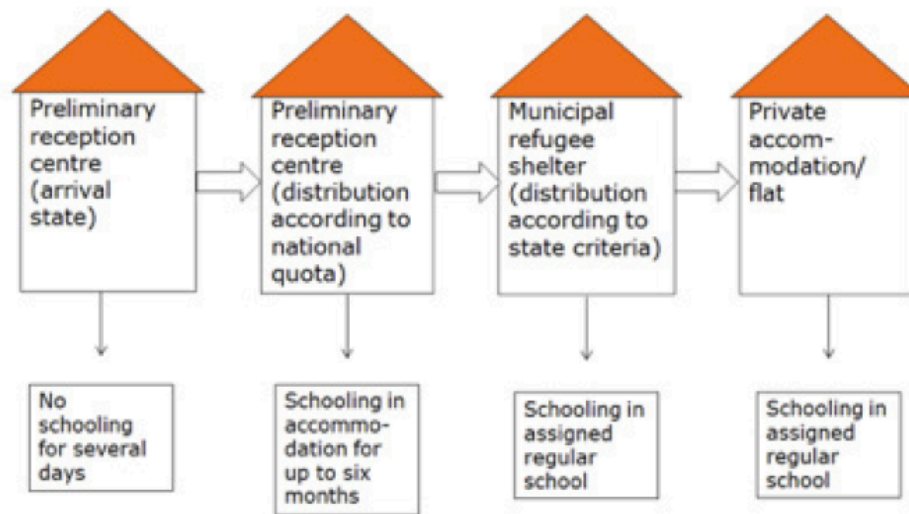 Preliminary
reception
centre
(arrival
state)
Preliminary
reception
centre
(distribution
according to
national
quota)
Municipal
refugee
shelter
(distribution
according to
state criteria)
Private
accom-
modation/
flat
No
schooling
for several
days
Schooling in
accommo-
dation for
up to six
months
Schooling in
assigned
regular
school
Schooling in
assigned
regular
school